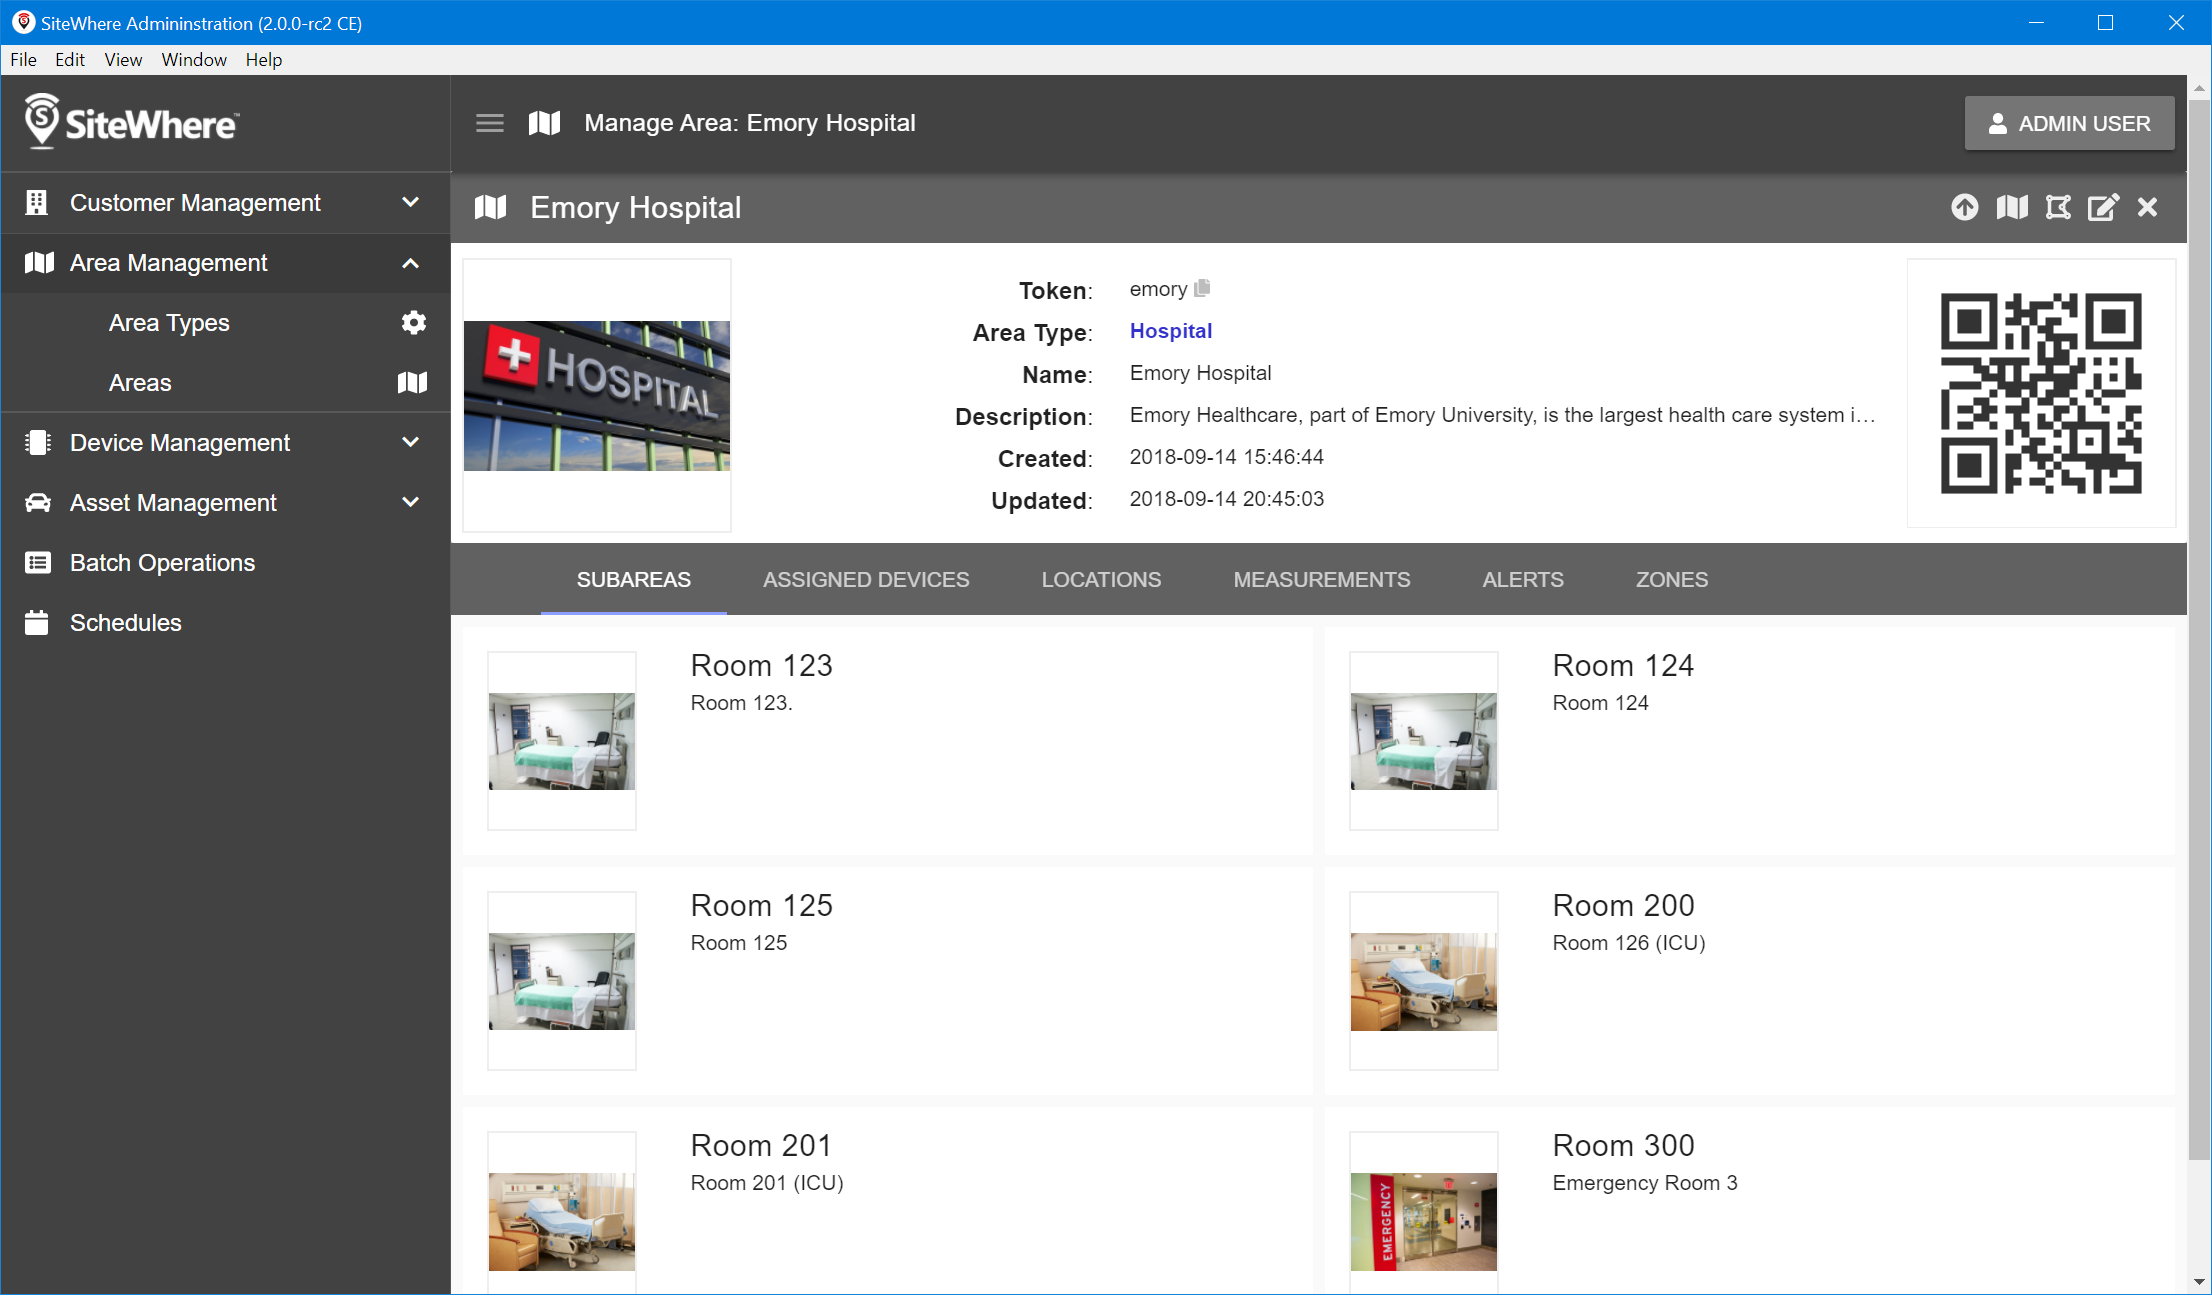 SiteWhere Admininstration (2.0.0-rc2 CE)
File Edit View Window Help
SiteWhere™
Manage Area: Emory Hospital
ADMIN USER
Customer Management
Area Management
Area Types
Areas
Device Management
Asset Management
Batch Operations
Schedules
Emory Hospital
HOSPITAL
Token: emory
Area Type: Hospital
Name: Emory Hospital
Description: Emory Healthcare, part of Emory University, is the largest health care system i…
Created: 2018-09-14 15:46:44
Updated: 2018-09-14 20:45:03
SUBAREAS ASSIGNED DEVICES LOCATIONS MEASUREMENTS ALERTS ZONES
Room 123
Room 123.
Room 124
Room 124
Room 125
Room 125
Room 200
Room 126 (ICU)
Room 201
Room 201 (ICU)
Room 300
Emergency Room 3
EMERGENCY